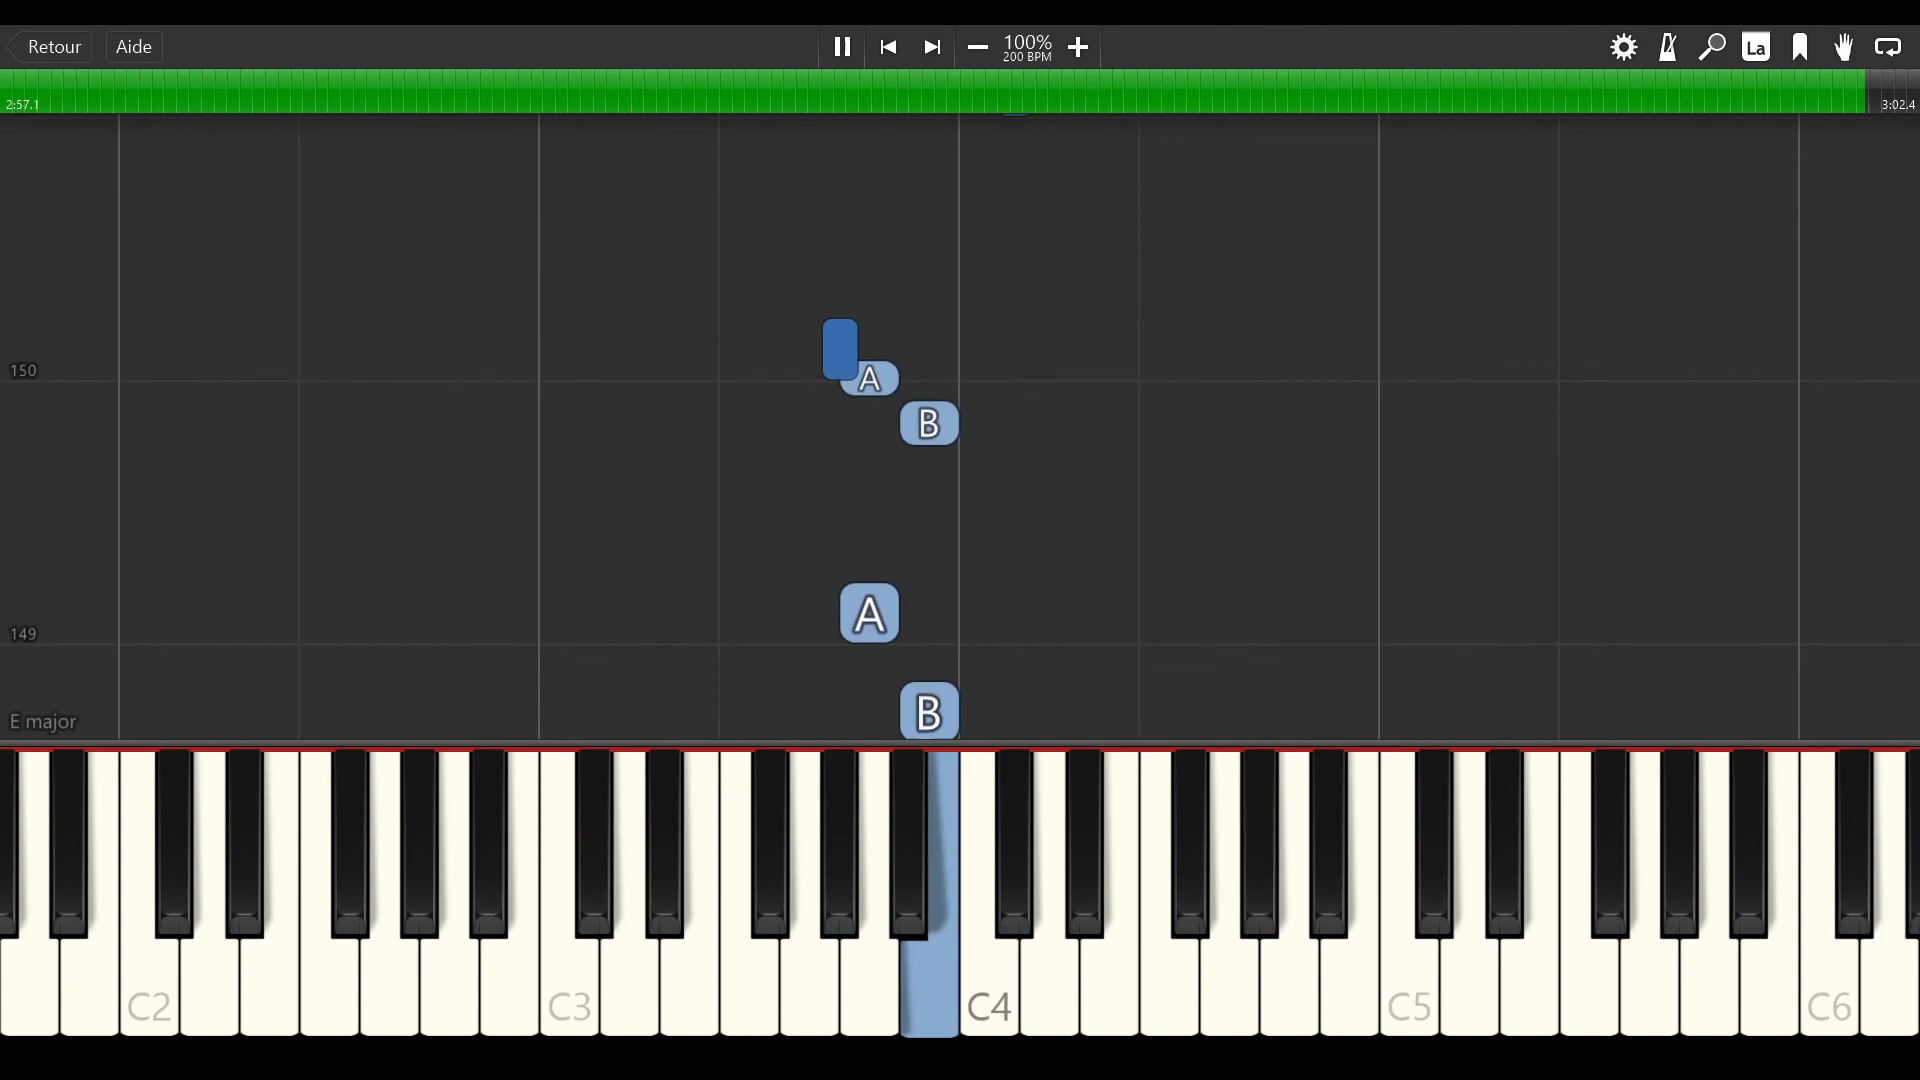 Retour
Aide
100%
200 BPM
La
2:57.1
3:02.4
150
A
B
149
A
E major
B
C2
C3
C4
C5
C6